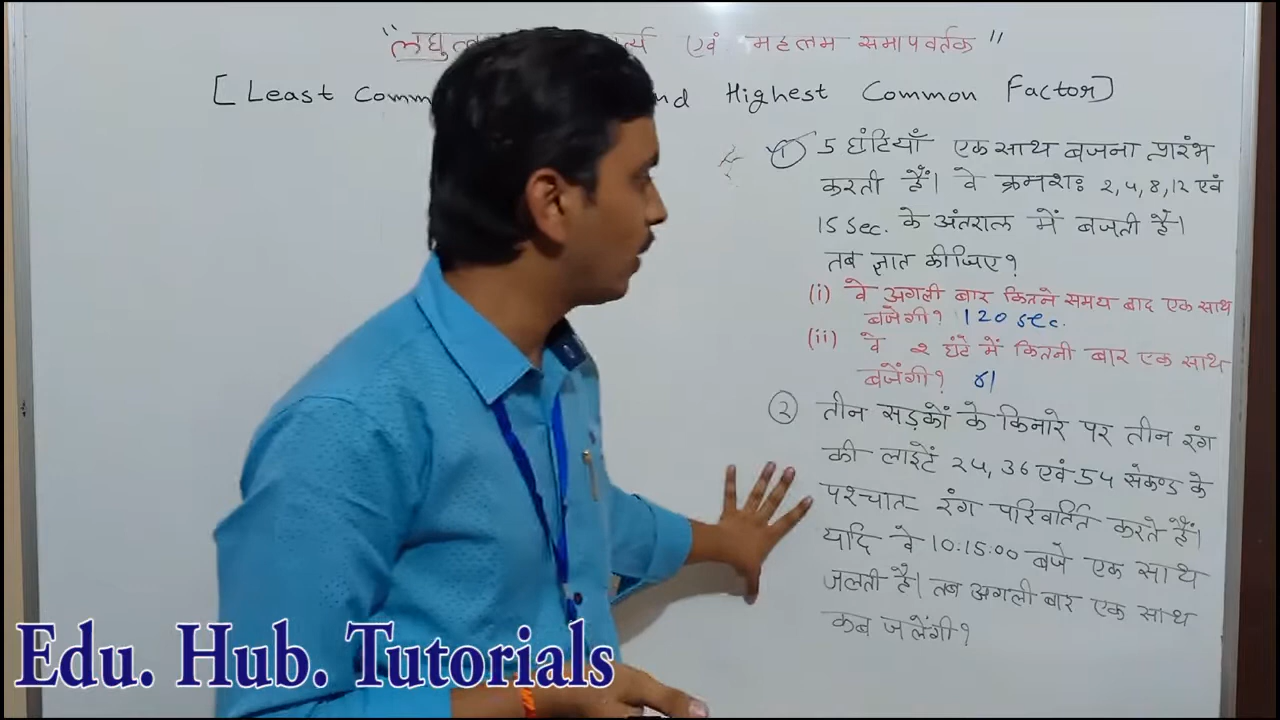 "लघुत्त र्त्य एवं महत्तम समापवर्तक"
[Least Comm nd Highest Common Factor]
① 5 घंटियाँ एक साथ बजना प्रारंभ
करती हैं। वे क्रमशः 2, 4, 8, 12 एवं
15 Sec. के अंतराल में बजती हैं।
तब ज्ञात कीजिए?
(i) वे अगली बार कितने समय बाद एक साथ
बजेगी? 120 sec.
(ii) वे २ घंटे में कितनी बार एक साथ
बजेंगी?
② तीन सड़कों के किनारे पर तीन रंग
की लाइटें 24, 36 एवं 54 सेकण्ड के
पश्चात रंग परिवर्तित करते हैं।
यदि वे 10:15:00 बजे एक साथ
जलती है। तब अगली बार एक साथ
कब जलेंगी?
Edu. Hub. Tutorials